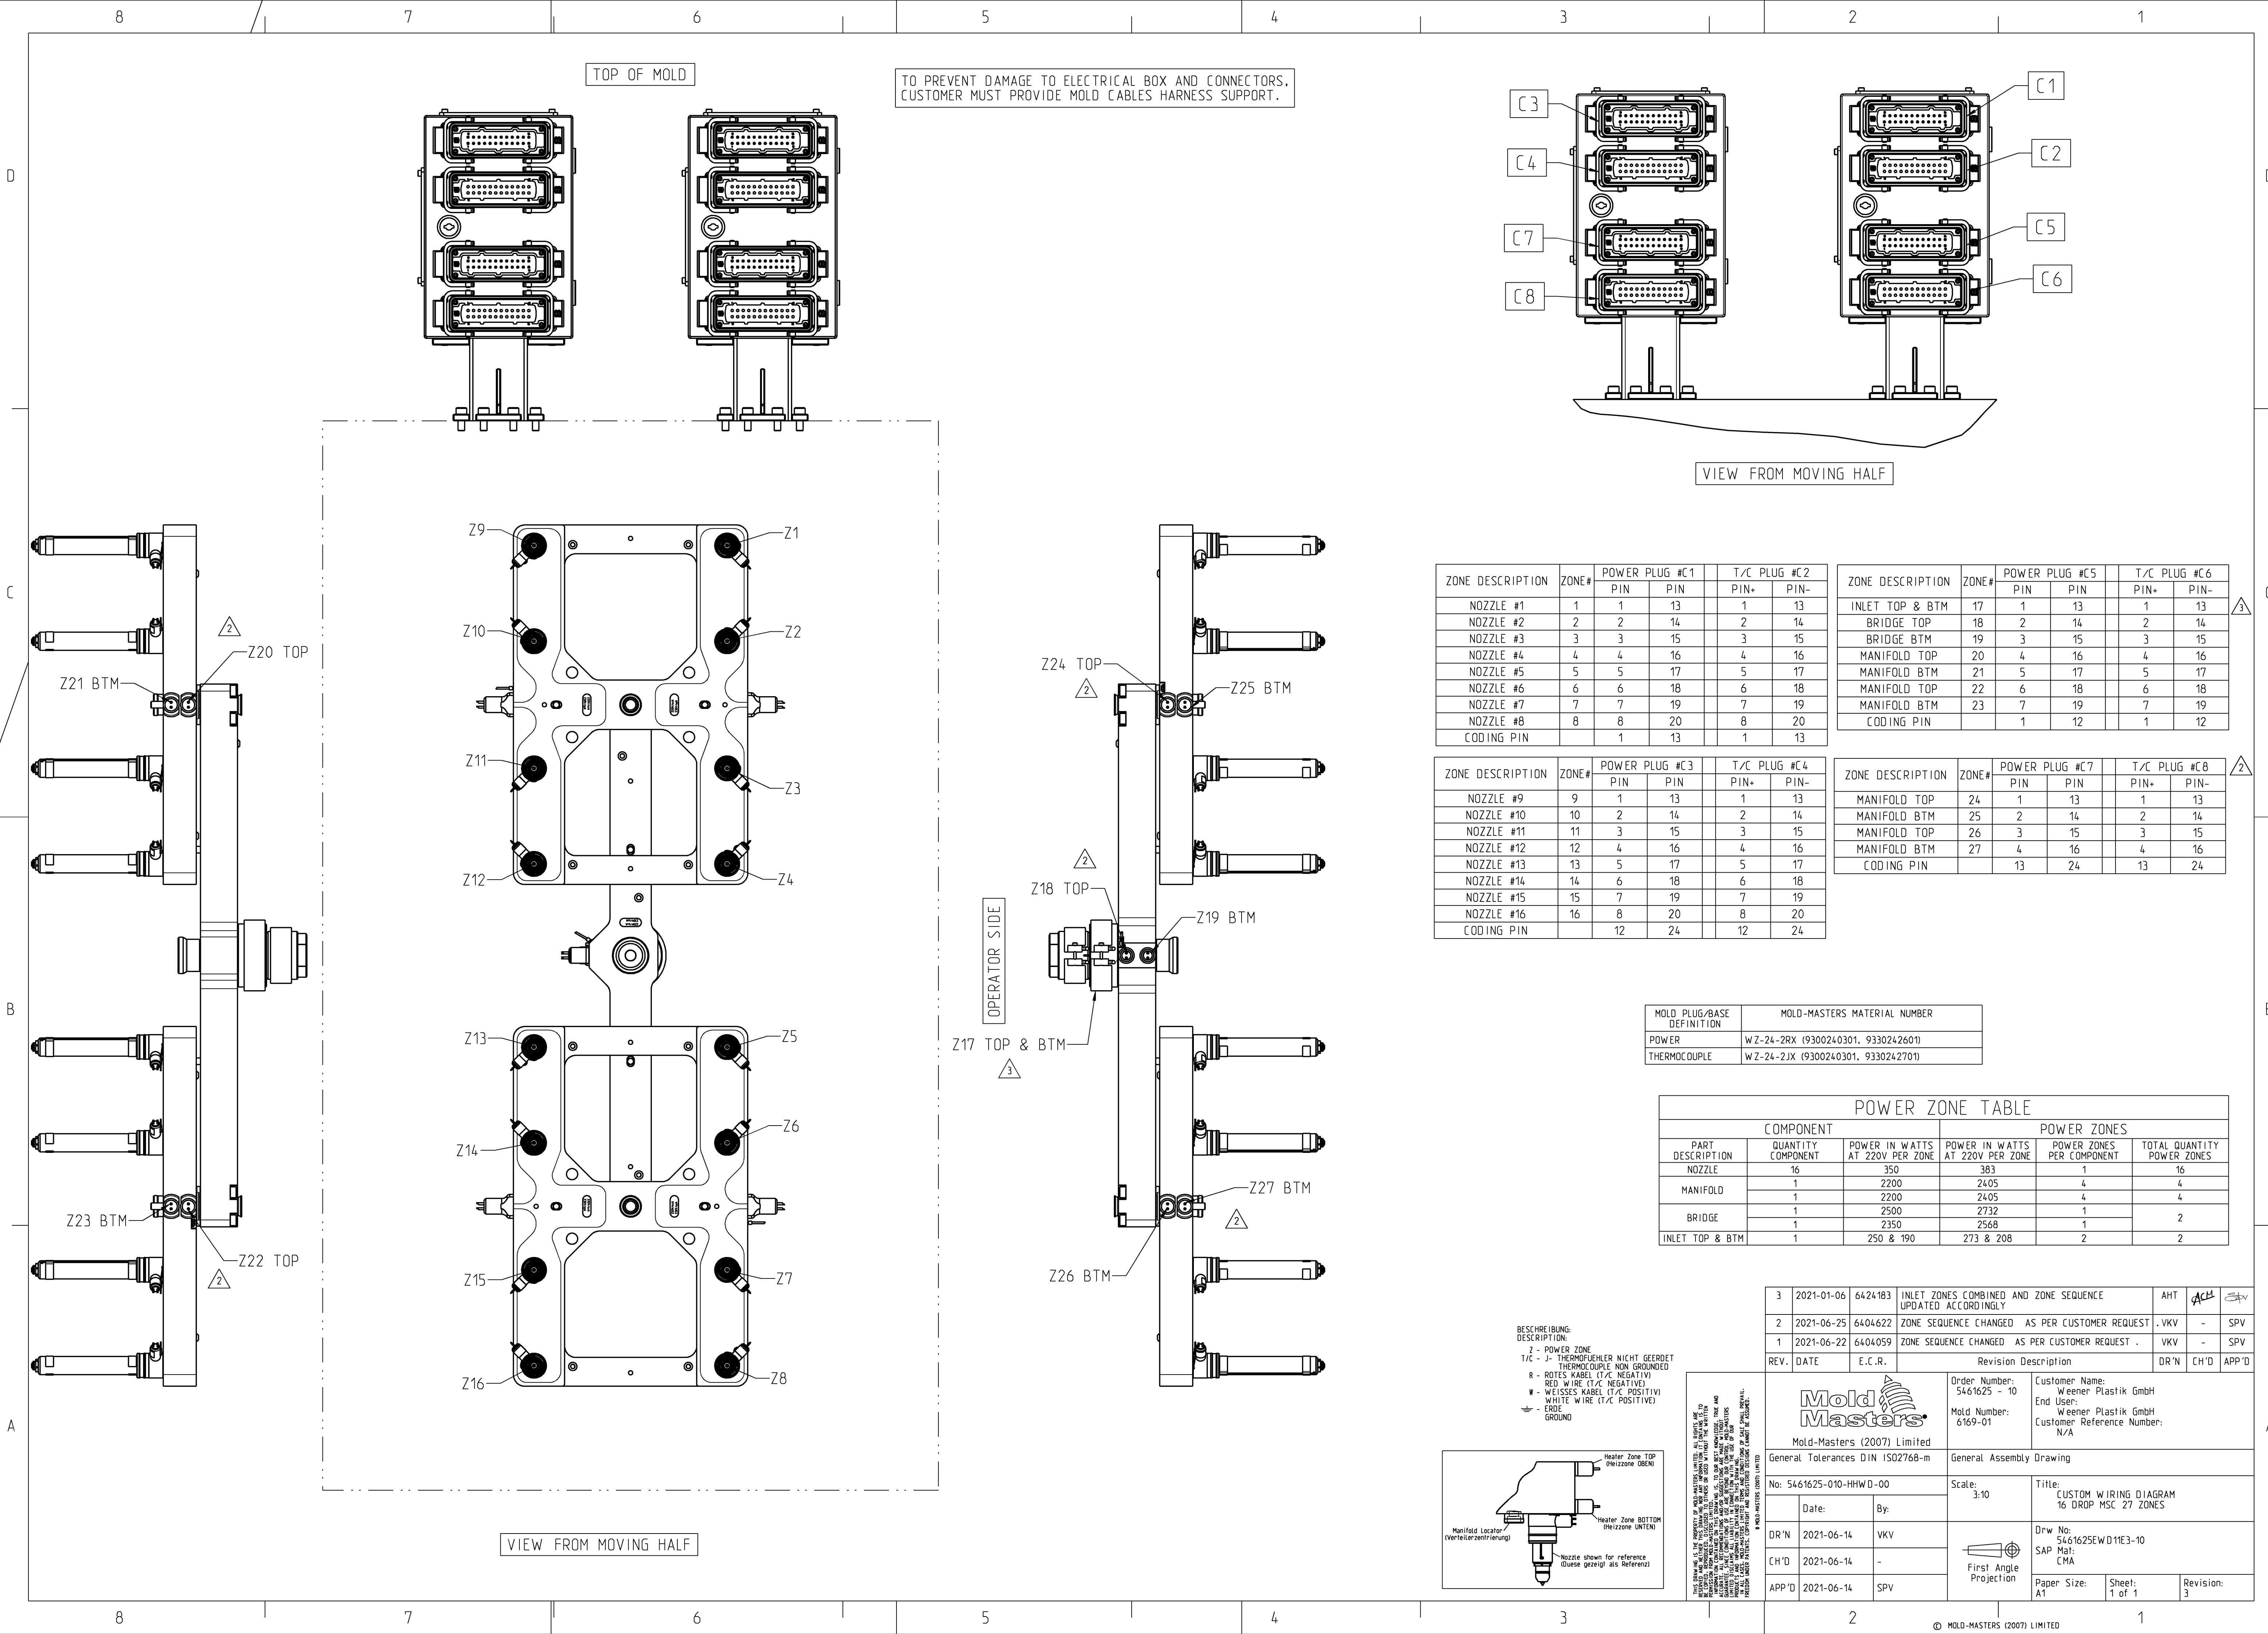 8 7 6 5 4 3 2 1
TOP OF MOLD
TO PREVENT DAMAGE TO ELECTRICAL BOX AND CONNECTORS,
CUSTOMER MUST PROVIDE MOLD CABLES HARNESS SUPPORT.
C3
C4
C7
C8
C1
C2
C5
C6
VIEW FROM MOVING HALF
D
C
B
A
Z9
Z10
Z11
Z12
Z1
Z2
Z3
Z4
Z13
Z14
Z15
Z16
Z5
Z6
Z7
Z8
2
Z20 TOP
Z21 BTM
Z23 BTM
Z22 TOP
2
Z24 TOP
2
Z25 BTM
2
Z18 TOP
Z19 BTM
OPERATOR SIDE
Z17 TOP & BTM
3
Z27 BTM
2
Z26 BTM
VIEW FROM MOVING HALF
ZONE DESCRIPTION ZONE# POWER PLUG #C1 T/C PLUG #C2
PIN PIN PIN+ PIN-
NOZZLE #1 1 1 13 1 13
NOZZLE #2 2 2 14 2 14
NOZZLE #3 3 3 15 3 15
NOZZLE #4 4 4 16 4 16
NOZZLE #5 5 5 17 5 17
NOZZLE #6 6 6 18 6 18
NOZZLE #7 7 7 19 7 19
NOZZLE #8 8 8 20 8 20
CODING PIN 1 13 1 13
ZONE DESCRIPTION ZONE# POWER PLUG #C5 T/C PLUG #C6
PIN PIN PIN+ PIN-
INLET TOP & BTM 17 1 13 1 13
3
BRIDGE TOP 18 2 14 2 14
BRIDGE BTM 19 3 15 3 15
MANIFOLD TOP 20 4 16 4 16
MANIFOLD BTM 21 5 17 5 17
MANIFOLD TOP 22 6 18 6 18
MANIFOLD BTM 23 7 19 7 19
CODING PIN 1 12 1 12
ZONE DESCRIPTION ZONE# POWER PLUG #C3 T/C PLUG #C4
PIN PIN PIN+ PIN-
NOZZLE #9 9 1 13 1 13
NOZZLE #10 10 2 14 2 14
NOZZLE #11 11 3 15 3 15
NOZZLE #12 12 4 16 4 16
NOZZLE #13 13 5 17 5 17
NOZZLE #14 14 6 18 6 18
NOZZLE #15 15 7 19 7 19
NOZZLE #16 16 8 20 8 20
CODING PIN 12 24 12 24
ZONE DESCRIPTION ZONE# POWER PLUG #C7 T/C PLUG #C8
2
PIN PIN PIN+ PIN-
MANIFOLD TOP 24 1 13 1 13
MANIFOLD BTM 25 2 14 2 14
MANIFOLD TOP 26 3 15 3 15
MANIFOLD BTM 27 4 16 4 16
CODING PIN 13 24 13 24
MOLD PLUG/BASE
DEFINITION
MOLD-MASTERS MATERIAL NUMBER
POWER WZ-24-2RX (9300240301, 9330242601)
THERMOCOUPLE WZ-24-2JX (9300240301, 9330242701)
POWER ZONE TABLE
COMPONENT POWER ZONES
PART
DESCRIPTION
QUANTITY
COMPONENT
POWER IN WATTS
AT 220V PER ZONE
POWER IN WATTS
AT 220V PER ZONE
POWER ZONES
PER COMPONENT
TOTAL QUANTITY
POWER ZONES
NOZZLE 16 350 383 1 16
MANIFOLD 1 2200 2405 4 4
1 2200 2405 4 4
BRIDGE 1 2500 2732 1 2
1 2350 2568 1
INLET TOP & BTM 1 250 & 190 273 & 208 2 2
BESCHREIBUNG:
DESCRIPTION:
Z - POWER ZONE
T/C - J- THERMOFUEHLER NICHT GEERDET
THERMOCOUPLE NON GROUNDED
R - ROTES KABEL (T/C NEGATIV)
RED WIRE (T/C NEGATIVE)
W - WEISSES KABEL (T/C POSITIV)
WHITE WIRE (T/C POSITIVE)
- ERDE
GROUND
Heater Zone TOP
(Heizzone OBEN)
Heater Zone BOTTOM
(Heizzone UNTEN)
Manifold Locator
(Verteilerzentrierung)
Nozzle shown for reference
(Duese gezeigt als Referenz)
3 2021-01-06 6424183 INLET ZONES COMBINED AND ZONE SEQUENCE
UPDATED ACCORDINGLY
AHT ACM SPV
2 2021-06-25 6404622 ZONE SEQUENCE CHANGED AS PER CUSTOMER REQUEST . VKV - SPV
1 2021-06-22 6404059 ZONE SEQUENCE CHANGED AS PER CUSTOMER REQUEST . VKV - SPV
REV. DATE E.C.R. Revision Description DR'N CH'D APP'D
Mold
Masters
Mold-Masters (2007) Limited
Order Number:
5461625 - 10
Mold Number:
6169-01
Customer Name:
Weener Plastik GmbH
End User:
Weener Plastik GmbH
Customer Reference Number:
N/A
General Tolerances DIN ISO2768-m
General Assembly Drawing
No: 5461625-010-HHWD-00
Scale:
3:10
Title:
CUSTOM WIRING DIAGRAM
16 DROP MSC 27 ZONES
Date: By:
DR'N 2021-06-14 VKV
CH'D 2021-06-14 -
APP'D 2021-06-14 SPV
First Angle
Projection
Drw No:
5461625EWD11E3-10
SAP Mat:
CMA
Paper Size:
A1
Sheet:
1 of 1
Revision:
3
8 7 6 5 4 3 2 1
© MOLD-MASTERS (2007) LIMITED